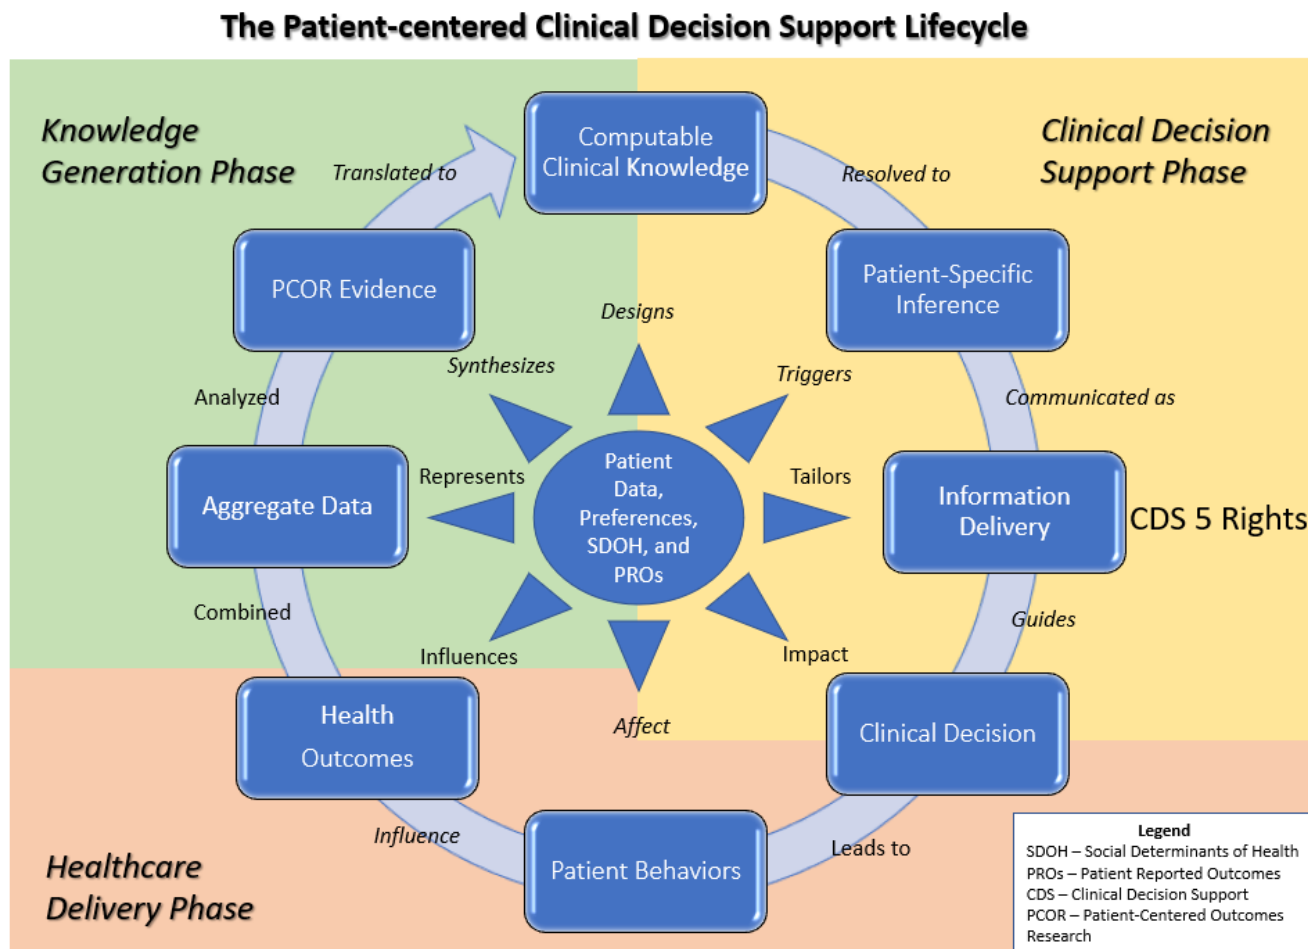 The Patient-centered Clinical Decision Support Lifecycle
Knowledge
Generation Phase
Clinical Decision
Support Phase
Computable
Clinical Knowledge
Translated to
Resolved to
PCOR Evidence
Patient-Specific
Inference
Designs
Synthesizes
Triggers
Analyzed
Communicated as
Represents
Tailors
Patient
Data,
Preferences,
SDOH, and
PROs
Aggregate Data
Information
Delivery
CDS 5 Rights
Combined
Guides
Influences
Impact
Health
Outcomes
Affect
Clinical Decision
Influence
Patient Behaviors
Leads to
Healthcare
Delivery Phase
Legend
SDOH – Social Determinants of Health
PROs – Patient Reported Outcomes
CDS – Clinical Decision Support
PCOR – Patient-Centered Outcomes
Research